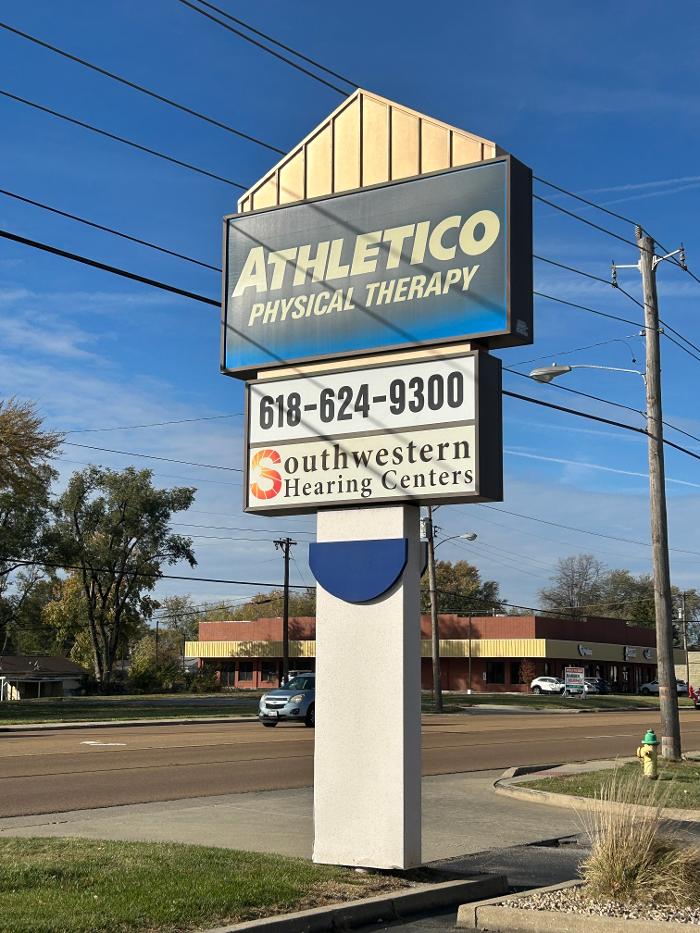 ATHLETICO
PHYSICAL THERAPY
618-624-9300
Southwestern
Hearing Centers